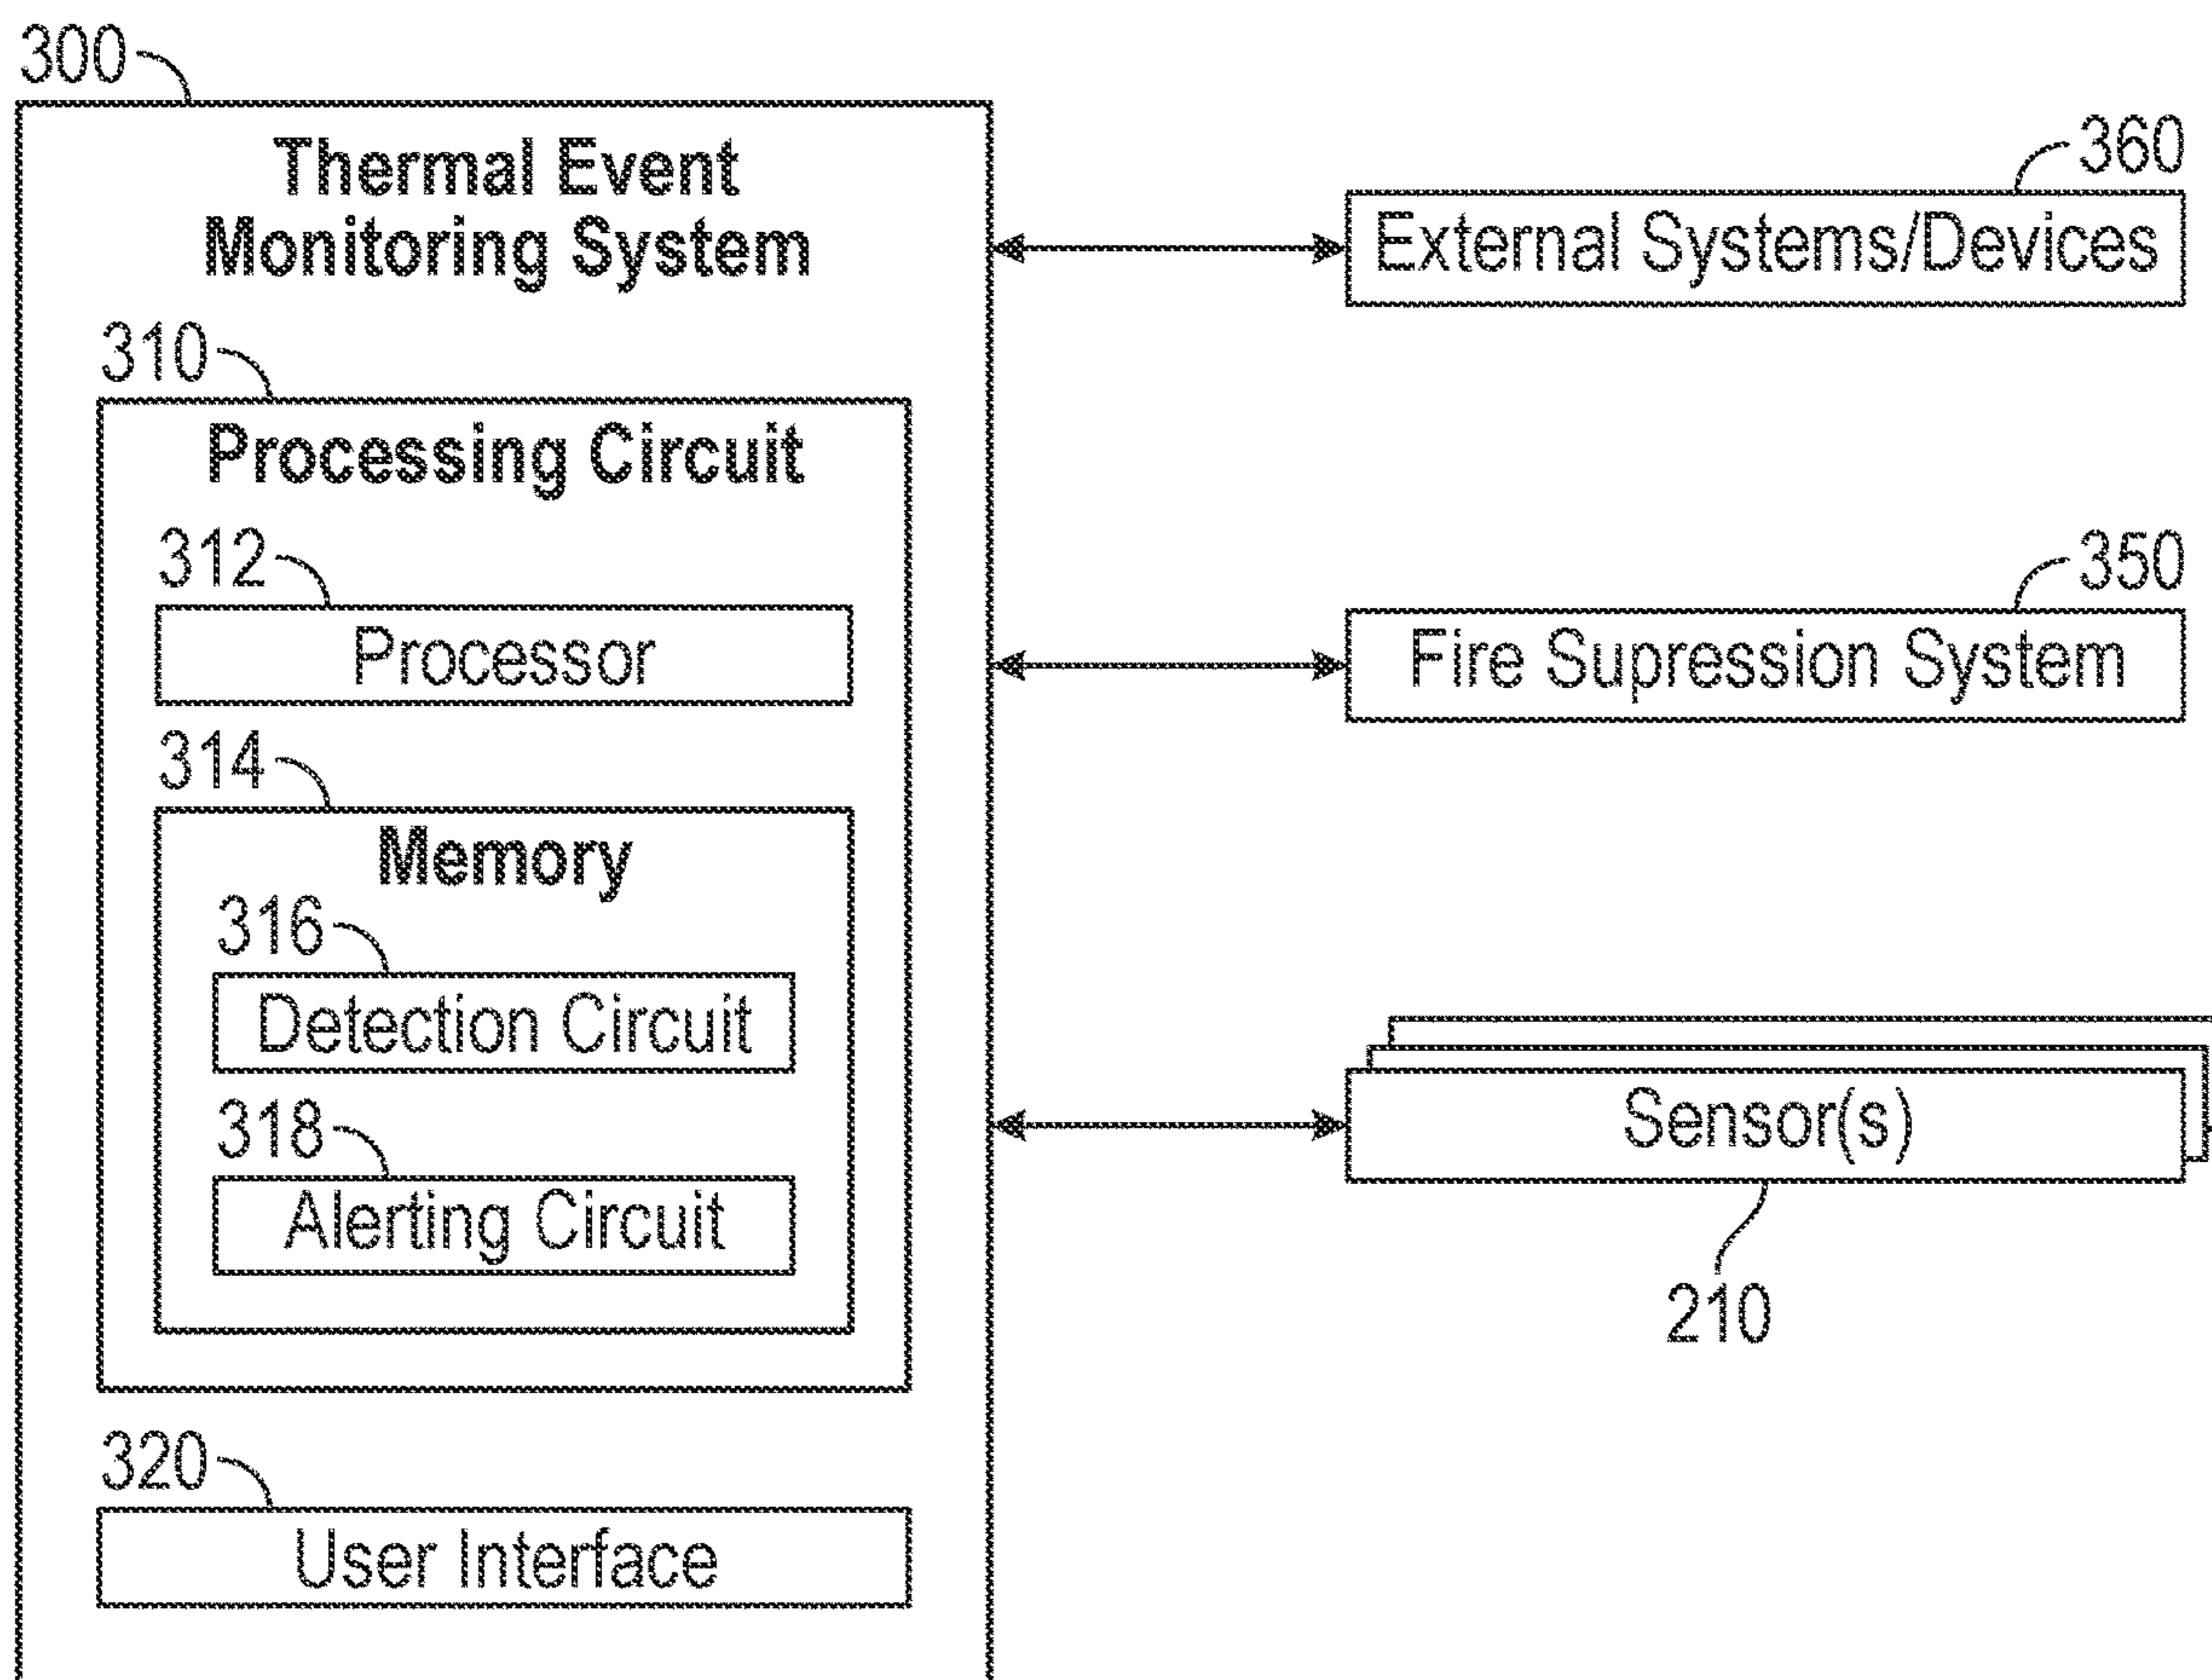 300
Thermal Event
Monitoring System
310
Processing Circuit
312
Processor
314
Memory
316
Detection Circuit
318
Alerting Circuit
320
User Interface
360
External Systems/Devices
350
Fire Supression System
Sensor(s)
210